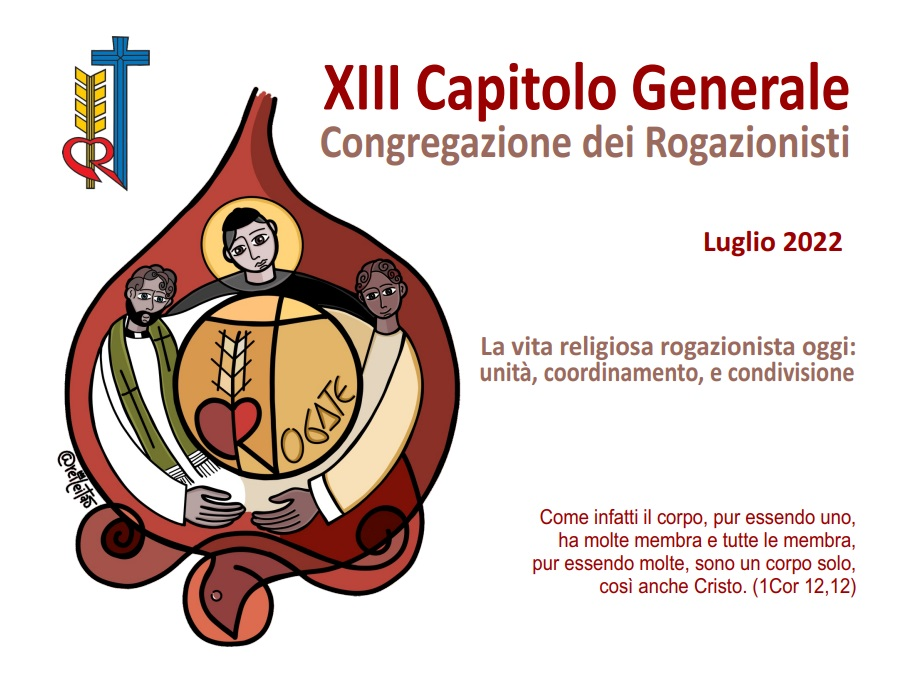 XIII Capitolo Generale
Congregazione dei Rogazionisti
Luglio 2022
La vita religiosa rogazionista oggi:
unità, coordinamento, e condivisione
ROGATE
@reileitão
Come infatti il corpo, pur essendo uno,
ha molte membra e tutte le membra,
pur essendo molte, sono un corpo solo,
così anche Cristo. (1Cor 12,12)